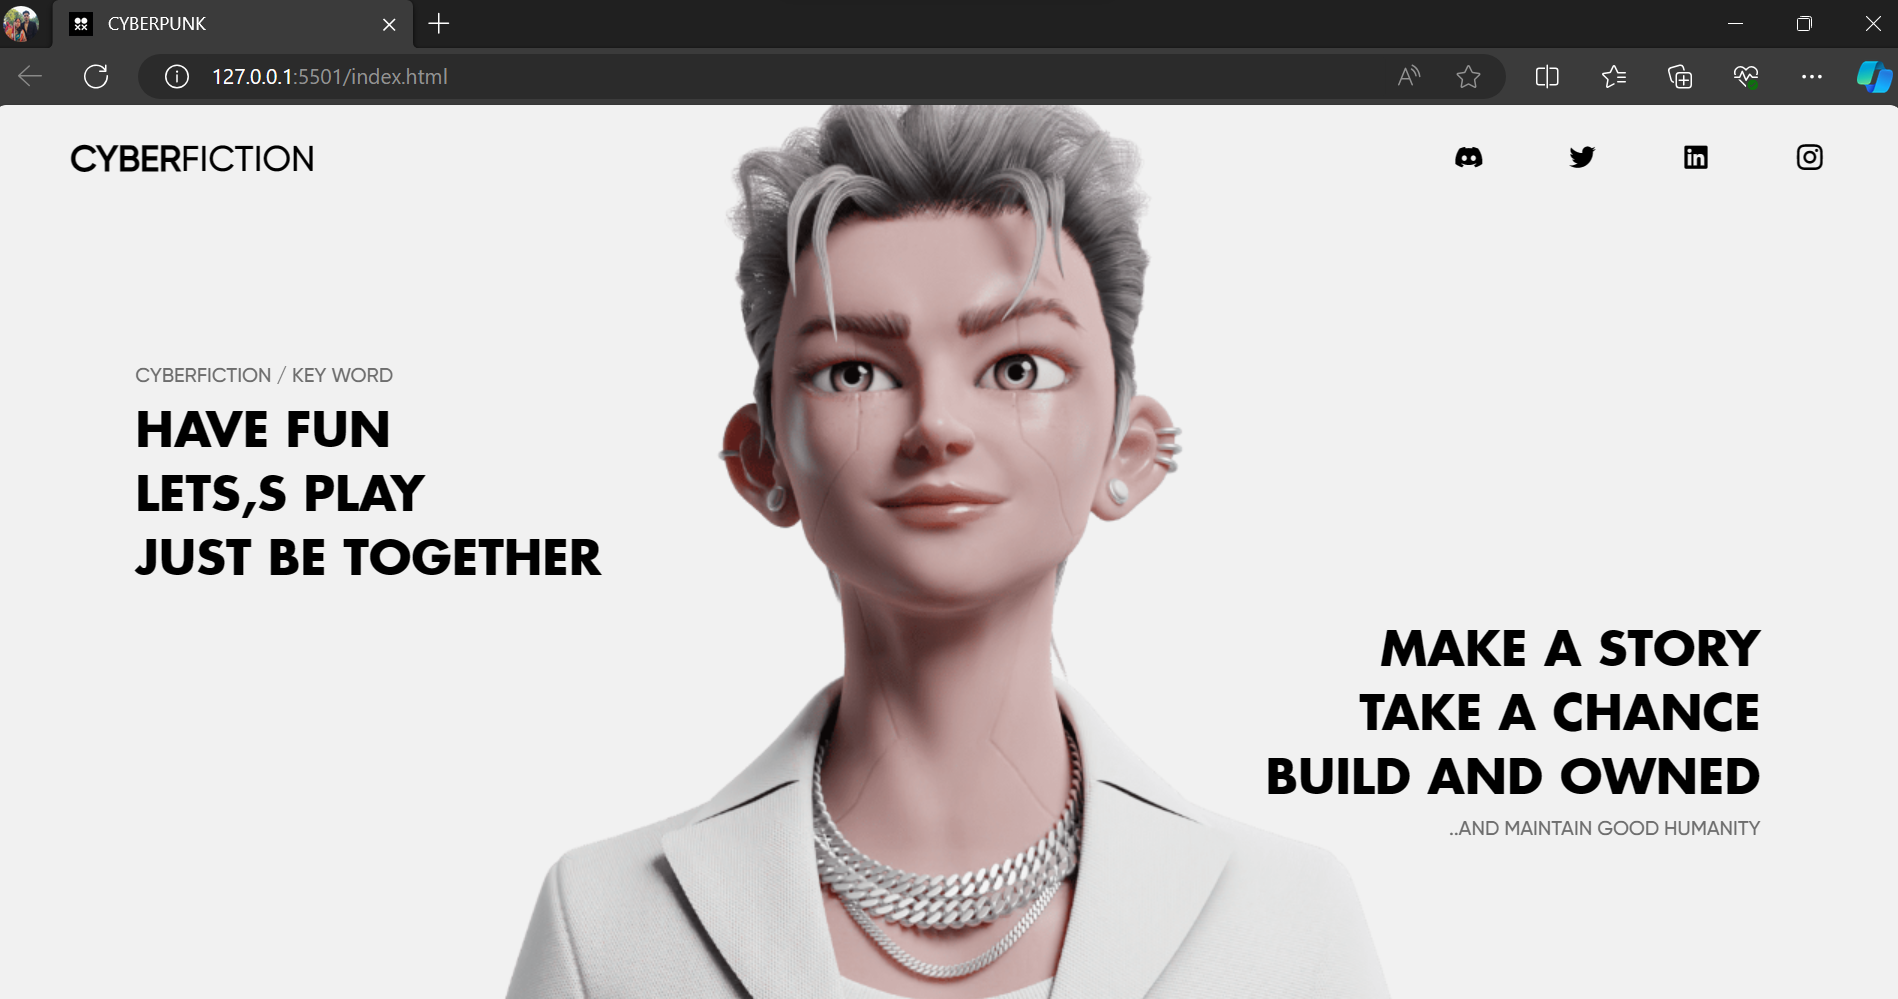 CYBERPUNK
127.0.0.1:5501/index.html
CYBERFICTION
CYBERFICTION / KEY WORD
HAVE FUN
LETS,S PLAY
JUST BE TOGETHER
MAKE A STORY
TAKE A CHANCE
BUILD AND OWNED
..AND MAINTAIN GOOD HUMANITY